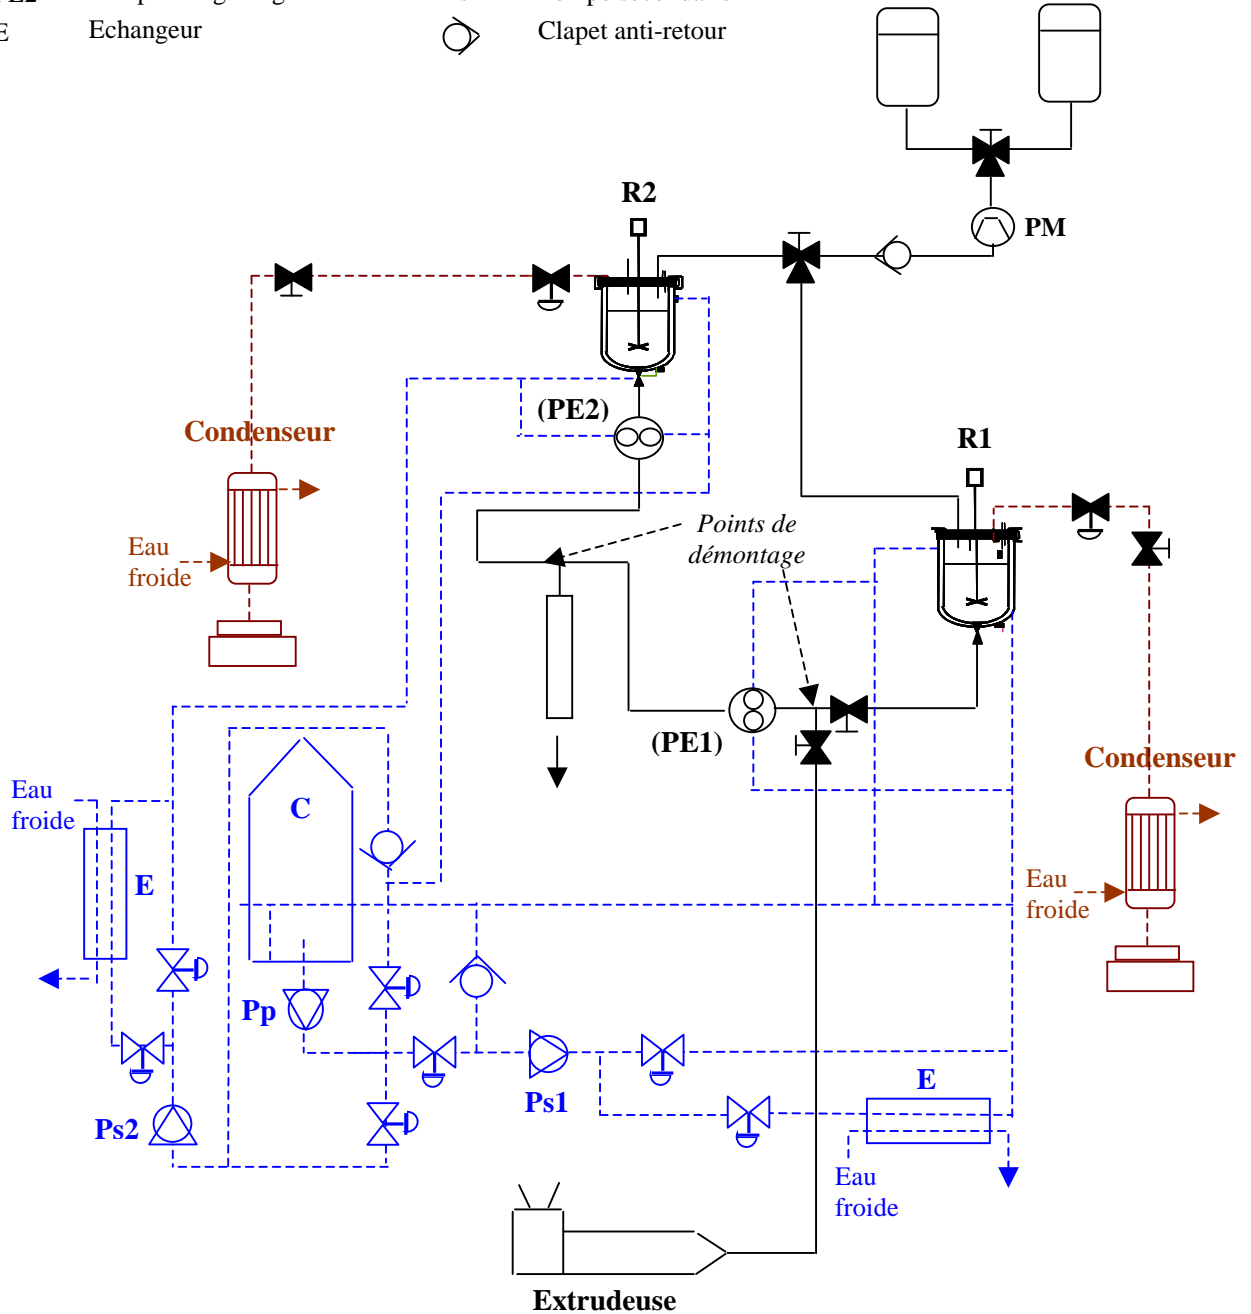 E Echangeur
Clapet anti-retour
R2
PM
(PE2)
Condenseur
R1
Points de
démontage
Eau
froide
(PE1)
Condenseur
Eau
froide
C
E
Eau
froide
Pp
Ps1
E
Ps2
Eau
froide
Extrudeuse